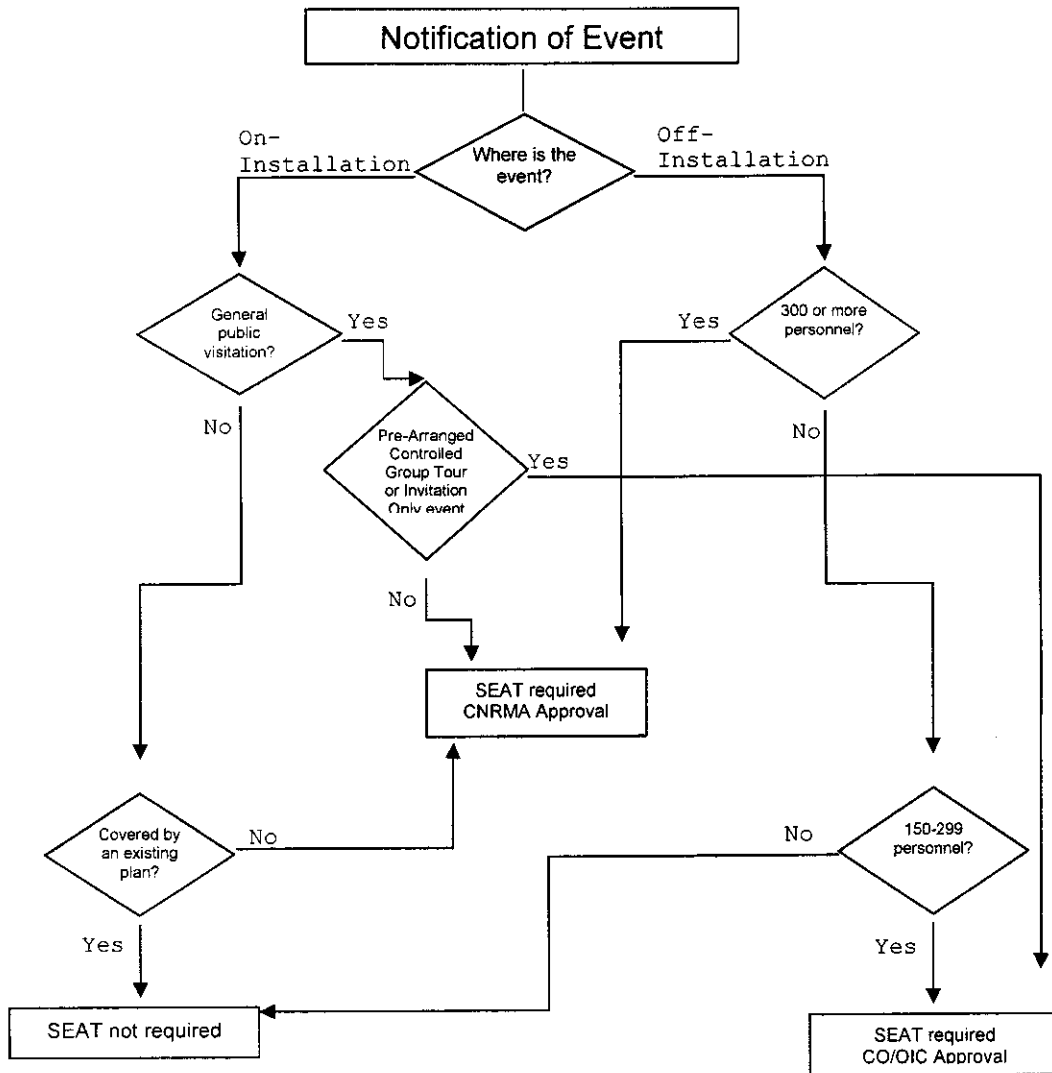 Notification of Event
On-
Installation
Off-
Installation
Where is the
event?
General
public
visitation?
Yes
Yes
300 or more
personnel?
No
No
Pre-Arranged
Controlled
Group Tour
or Invitation
Only event
Yes
No
SEAT required
CNRMA Approval
Covered by
an existing
plan?
No
No
150-299
personnel?
Yes
Yes
SEAT not required
SEAT required
CO/OIC Approval